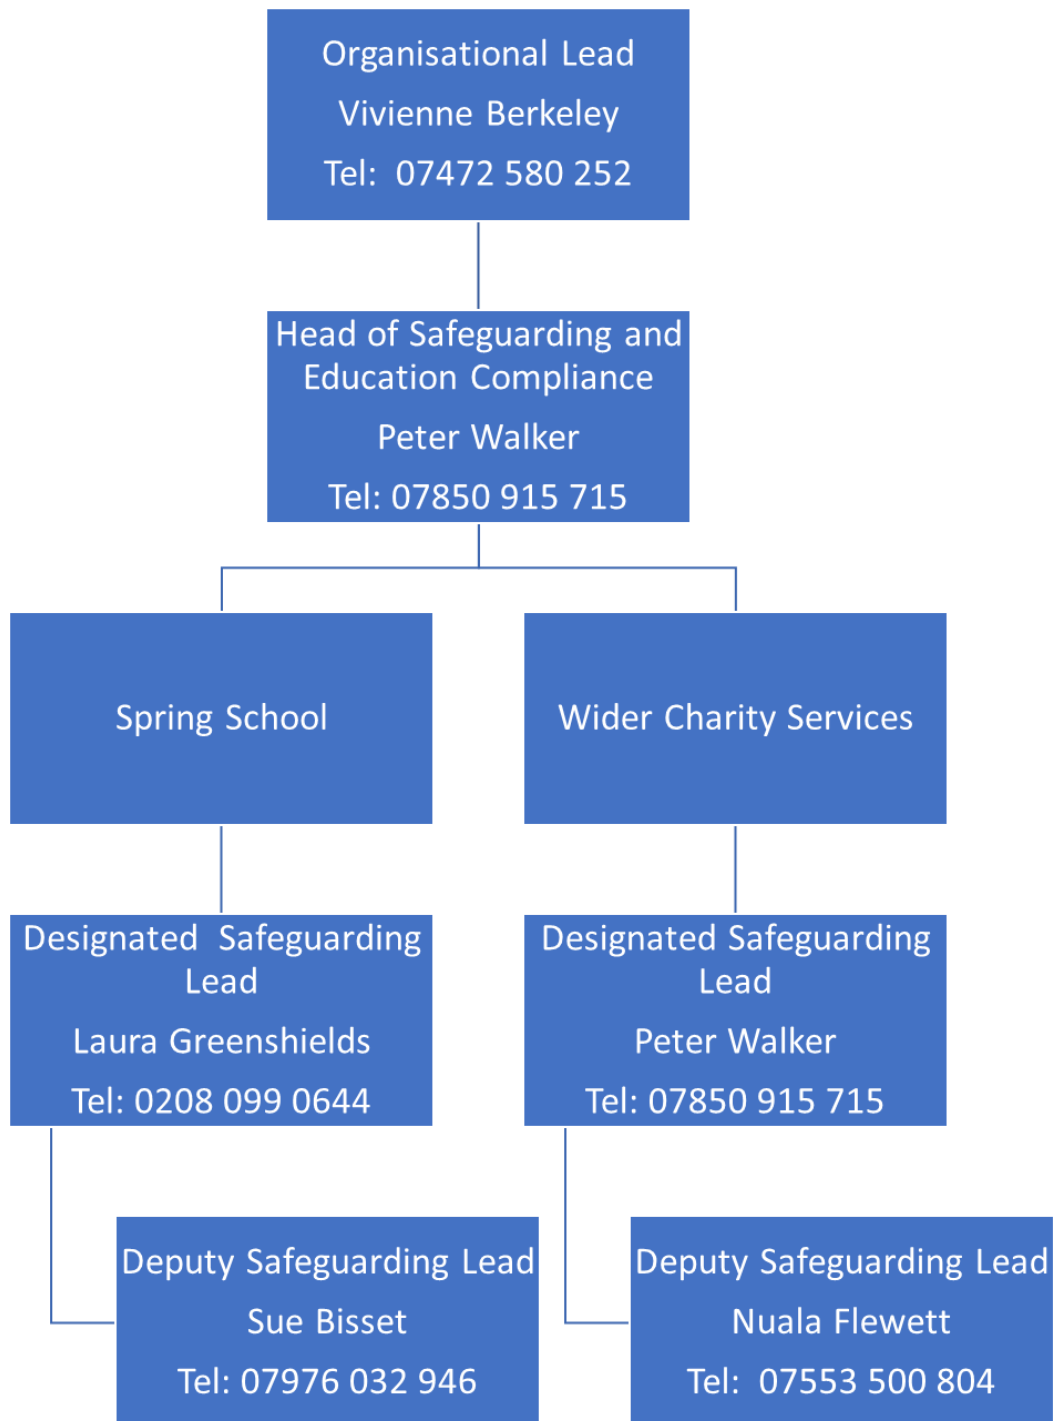 Organisational Lead
Vivienne Berkeley
Tel:  07472 580 252
Head of Safeguarding and
Education Compliance
Peter Walker
Tel: 07850 915 715
Spring School
Wider Charity Services
Designated  Safeguarding
Lead
Laura Greenshields
Tel: 0208 099 0644
Designated Safeguarding
Lead
Peter Walker
Tel: 07850 915 715
Deputy Safeguarding Lead
Sue Bisset
Tel: 07976 032 946
Deputy Safeguarding Lead
Nuala Flewett
Tel:  07553 500 804